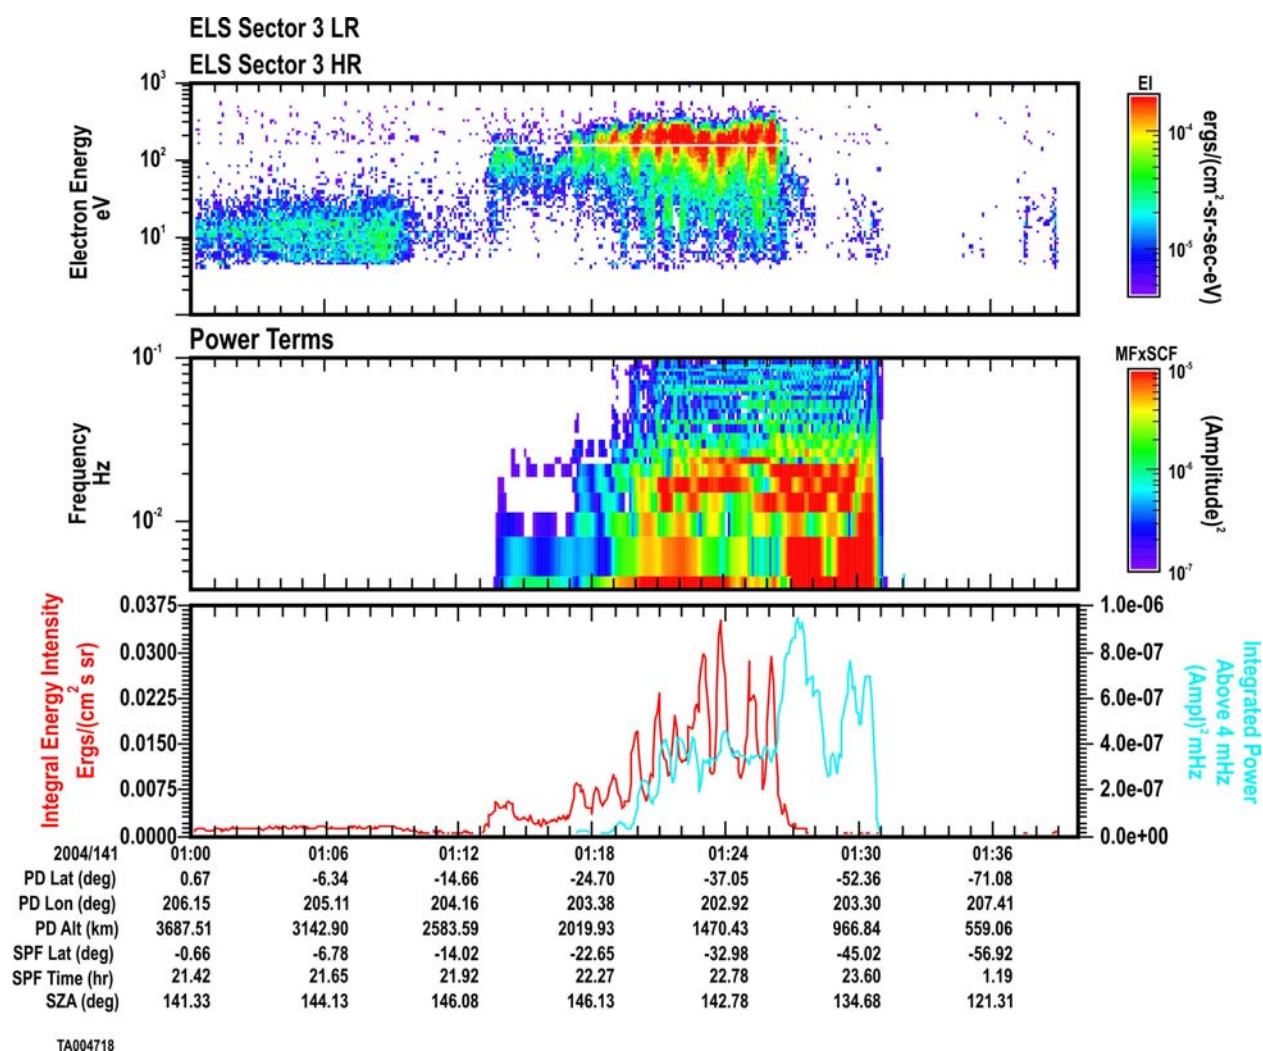 ELS Sector 3 LR
ELS Sector 3 HR
10³
10²
10¹
Electron Energy
eV
EI
10⁻⁴
10⁻⁵
ergs/(cm²-sr-sec-eV)
Power Terms
10⁻¹
10⁻²
Frequency
Hz
MFxSCF
10⁻⁵
10⁻⁶
10⁻⁷
(Amplitude)²
0.0375
0.0300
0.0225
0.0150
0.0075
0.0000
Integral Energy Intensity
Ergs/(cm² s sr)
1.0e-06
8.0e-07
6.0e-07
4.0e-07
2.0e-07
0.0e+00
Integrated Power
Above 4 mHz
(Ampl)² mHz
2004/141 01:00 01:06 01:12 01:18 01:24 01:30 01:36
PD Lat (deg) 0.67 -6.34 -14.66 -24.70 -37.05 -52.36 -71.08
PD Lon (deg) 206.15 205.11 204.16 203.38 202.92 203.30 207.41
PD Alt (km) 3687.51 3142.90 2583.59 2019.93 1470.43 966.84 559.06
SPF Lat (deg) -0.66 -6.78 -14.02 -22.65 -32.98 -45.02 -56.92
SPF Time (hr) 21.42 21.65 21.92 22.27 22.78 23.60 1.19
SZA (deg) 141.33 144.13 146.08 146.13 142.78 134.68 121.31
TA004718